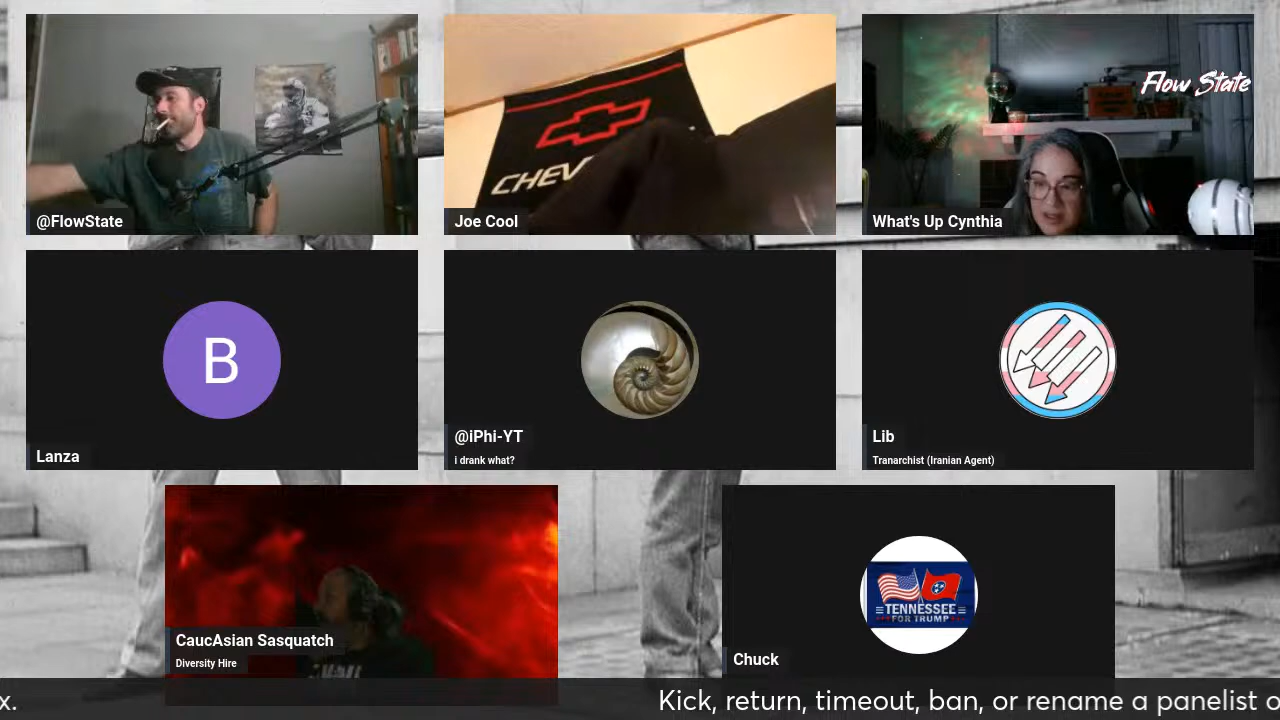 Flow State
CHEV
@FlowState
Joe Cool
What's Up Cynthia
B
Lanza
@iPhi-YT
i drank what?
Lib
Tranarchist (Iranian Agent)
TENNESSEE
FOR TRUMP
CaucAsian Sasquatch
Diversity Hire
Chuck
x.
Kick, return, timeout, ban, or rename a panelist o